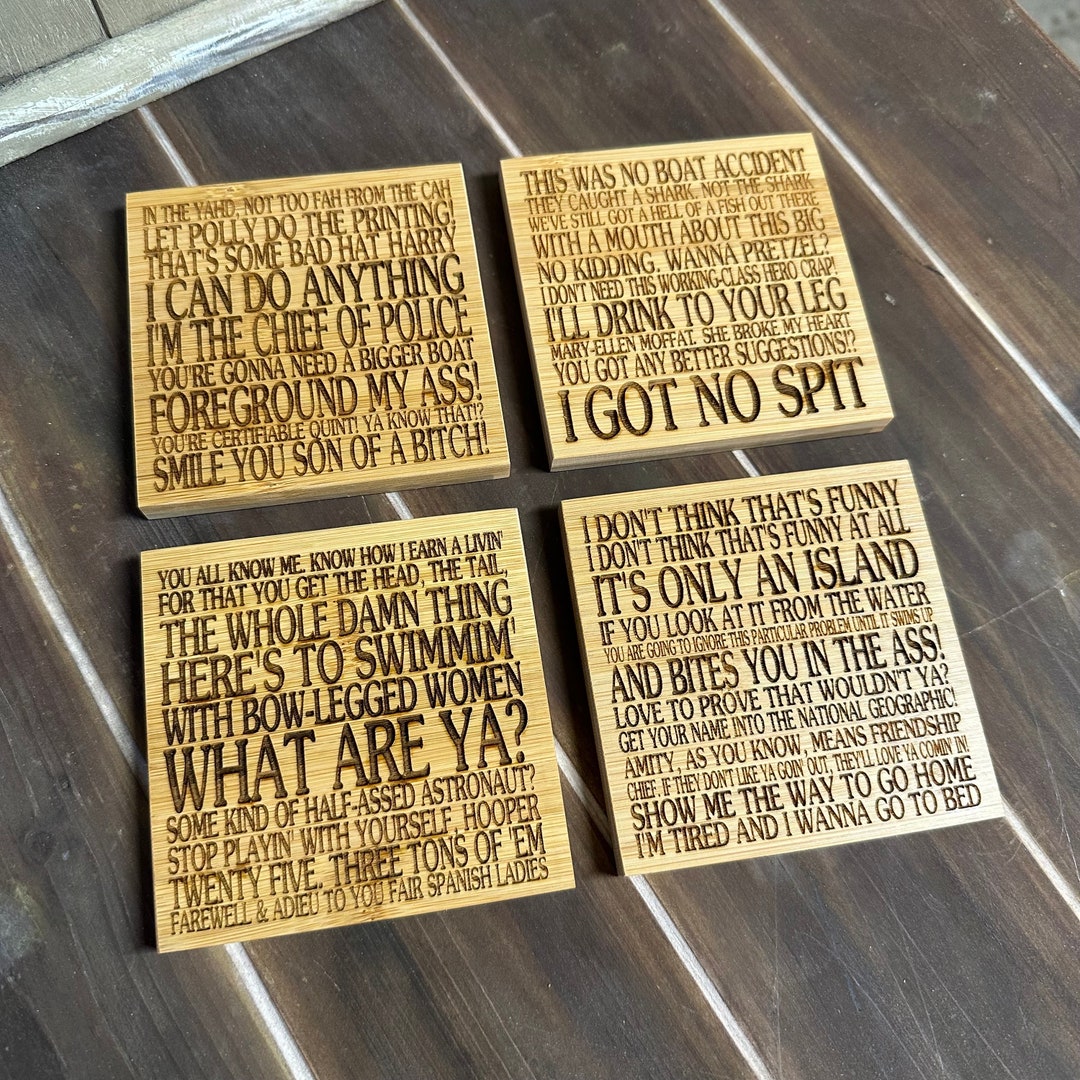 IN THE YAHD, NOT TOO FAH FROM THE CAH
LET POLLY DO THE PRINTING!
THAT'S SOME BAD HAT HARRY
I CAN DO ANYTHING
I'M THE CHIEF OF POLICE
YOU'RE GONNA NEED A BIGGER BOAT
FOREGROUND MY ASS!
YOU'RE CERTIFIABLE QUINT! YA KNOW THAT!?
SMILE YOU SON OF A BITCH!
THIS WAS NO BOAT ACCIDENT
THEY CAUGHT A SHARK, NOT THE SHARK
WE'VE STILL GOT A HELL OF A FISH OUT THERE
WITH A MOUTH ABOUT THIS BIG
NO KIDDING. WANNA PRETZEL?
I DON'T NEED THIS WORKING-CLASS HERO CRAP!
I'LL DRINK TO YOUR LEG
MARY-ELLEN MOFFAT. SHE BROKE MY HEART
YOU GOT ANY BETTER SUGGESTIONS!?
I GOT NO SPIT
YOU ALL KNOW ME. KNOW HOW I EARN A LIVIN'
FOR THAT YOU GET THE HEAD, THE TAIL,
THE WHOLE DAMN THING
HERE'S TO SWIMMIM'
WITH BOW-LEGGED WOMEN
WHAT ARE YA?
SOME KIND OF HALF-ASSED ASTRONAUT?
STOP PLAYIN' WITH YOURSELF, HOOPER
TWENTY FIVE. THREE TONS OF 'EM
FAREWELL & ADIEU TO YOU FAIR SPANISH LADIES
I DON'T THINK THAT'S FUNNY
I DON'T THINK THAT'S FUNNY AT ALL
IT'S ONLY AN ISLAND
IF YOU LOOK AT IT FROM THE WATER
YOU ARE GOING TO IGNORE THIS PARTICULAR PROBLEM UNTIL IT SWIMS UP
AND BITES YOU IN THE ASS!
LOVE TO PROVE THAT WOULDN'T YA?
GET YOUR NAME INTO THE NATIONAL GEOGRAPHIC!
AMITY, AS YOU KNOW, MEANS FRIENDSHIP
CHIEF, IF THEY DON'T LIKE YA GOIN' OUT, THEY'LL LOVE YA COMIN' IN
SHOW ME THE WAY TO GO HOME
I'M TIRED AND I WANNA GO TO BED